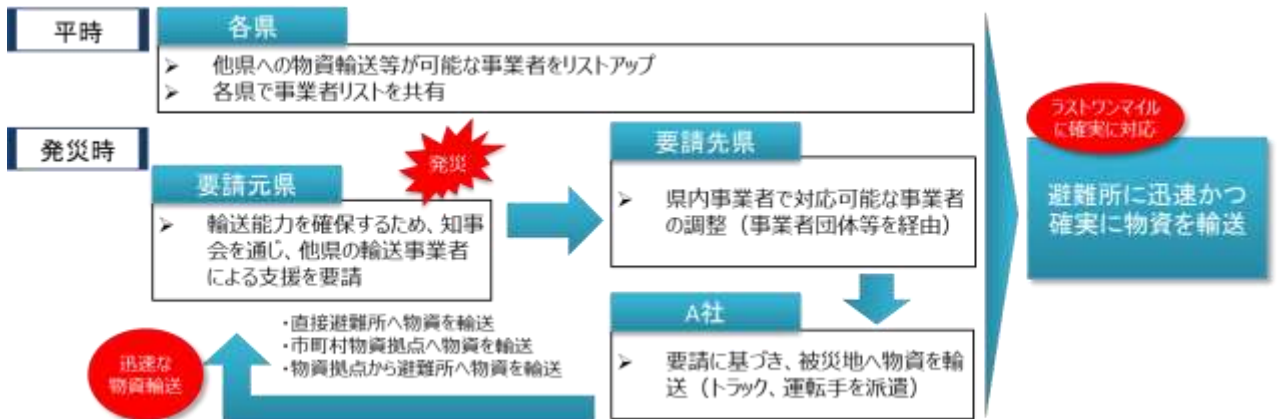 平時
各県
➢ 他県への物資輸送等が可能な事業者をリストアップ
➢ 各県で事業者リストを共有
発災時
発災
要請元県
➢ 輸送能力を確保するため、知事
会を通じ、他県の輸送事業者
による支援を要請
要請先県
➢ 県内事業者で対応可能な事業者
の調整（事業者団体等を経由）
A社
➢ 要請に基づき、被災地へ物資を輸
送（トラック、運転手を派遣）
・直接避難所へ物資を輸送
・市町村物資拠点へ物資を輸送
・物資拠点から避難所へ物資を輸送
迅速な
物資輸送
ラストワンマイル
に確実に対応
避難所に迅速かつ
確実に物資を輸送